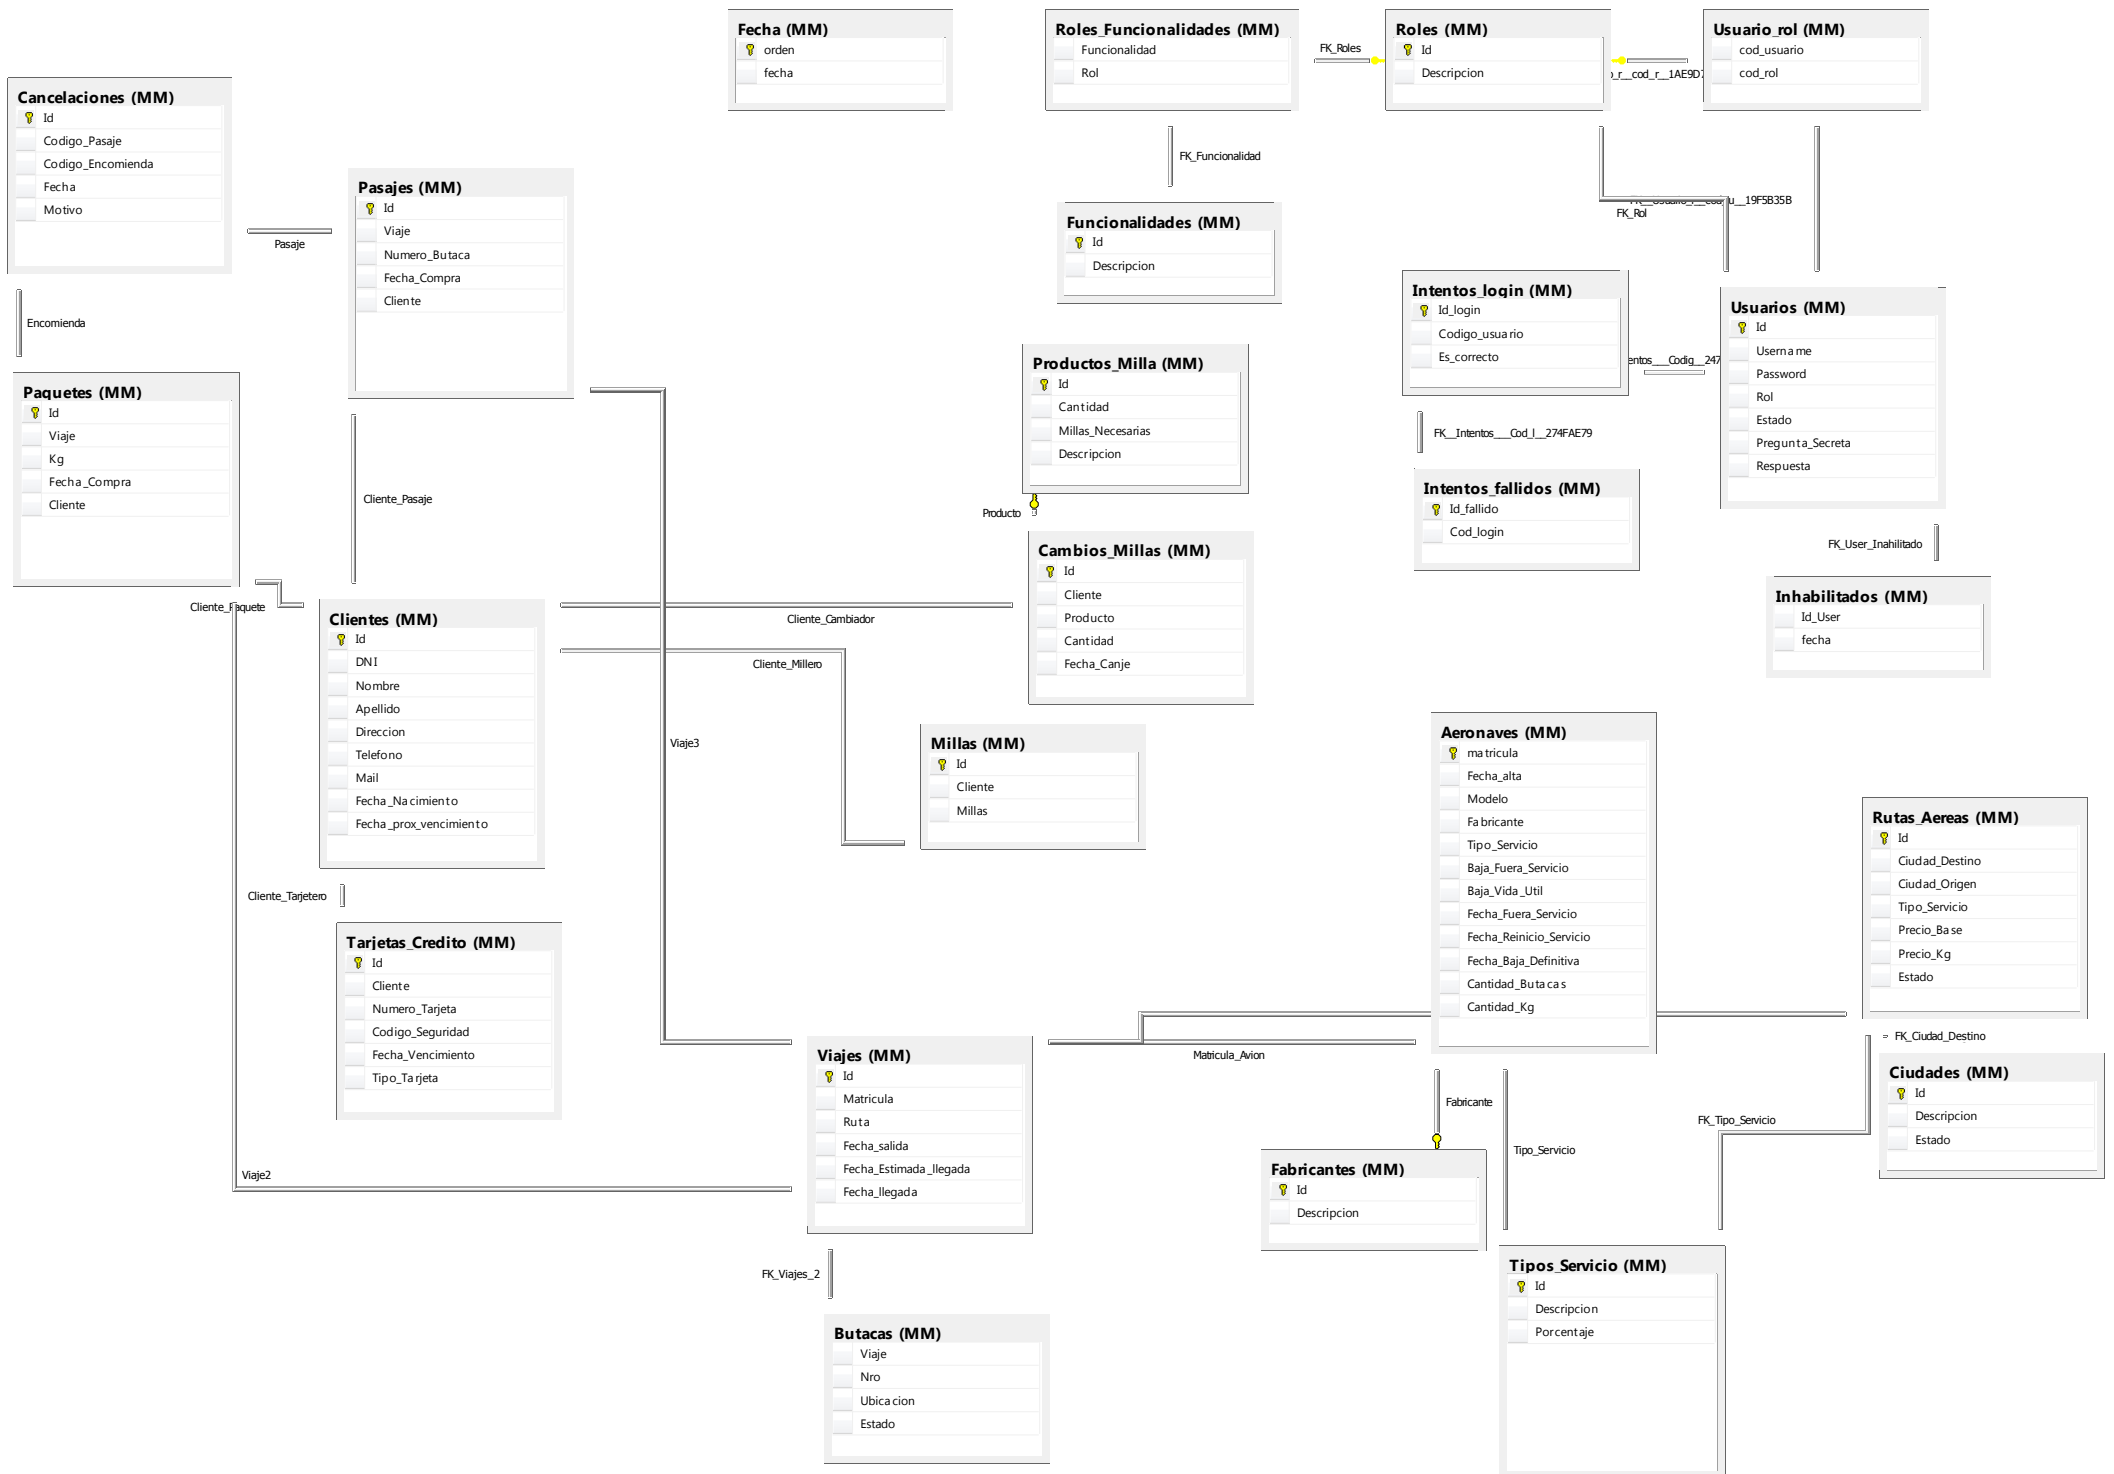 Fecha (MM)
orden
fecha
Roles_Funcionalidades (MM)
Funcionalidad
Rol
FK_Roles
Roles (MM)
Id
Descripcion
Usuario_rol (MM)
cod_usuario
cod_rol
Cancelaciones (MM)
Id
Codigo_Pasaje
Codigo_Encomienda
Fecha
Motivo
Pasaje
Encomienda
Pasajes (MM)
Id
Viaje
Numero_Butaca
Fecha_Compra
Cliente
FK_Funcionalidad
Funcionalidades (MM)
Id
Descripcion
FK_Rol
Intentos_login (MM)
Id_login
Codigo_usuario
Es_correcto
Usuarios (MM)
Id
Username
Password
Rol
Estado
Pregunta_Secreta
Respuesta
Paquetes (MM)
Id
Viaje
Kg
Fecha_Compra
Cliente
Cliente_Pasaje
Productos_Milla (MM)
Id
Cantidad
Millas_Necesarias
Descripcion
Producto
FK__Intentos___Cod_l__274FAE79
Intentos_fallidos (MM)
Id_fallido
Cod_login
FK_User_Inahilitado
Inhabilitados (MM)
Id_User
fecha
Cliente_Paquete
Clientes (MM)
Id
DNI
Nombre
Apellido
Direccion
Telefono
Mail
Fecha_Nacimiento
Fecha_prox_vencimiento
Cliente_Cambiador
Cliente_Millero
Viaje3
Cambios_Millas (MM)
Id
Cliente
Producto
Cantidad
Fecha_Canje
Millas (MM)
Id
Cliente
Millas
Aeronaves (MM)
matricula
Fecha_alta
Modelo
Fabricante
Tipo_Servicio
Baja_Fuera_Servicio
Baja_Vida_Util
Fecha_Fuera_Servicio
Fecha_Reinicio_Servicio
Fecha_Baja_Definitiva
Cantidad_Butacas
Cantidad_Kg
Rutas_Aereas (MM)
Id
Ciudad_Destino
Ciudad_Origen
Tipo_Servicio
Precio_Base
Precio_Kg
Estado
Cliente_Tarjetero
Tarjetas_Credito (MM)
Id
Cliente
Numero_Tarjeta
Codigo_Seguridad
Fecha_Vencimiento
Tipo_Tarjeta
Viajes (MM)
Id
Matricula
Ruta
Fecha_salida
Fecha_Estimada_llegada
Fecha_llegada
Matricula_Avion
FK_Ciudad_Destino
Ciudades (MM)
Id
Descripcion
Estado
FK_Tipo_Servicio
Fabricante
Tipo_Servicio
Fabricantes (MM)
Id
Descripcion
Viaje2
FK_Viajes_2
Tipos_Servicio (MM)
Id
Descripcion
Porcentaje
Butacas (MM)
Viaje
Nro
Ubicacion
Estado